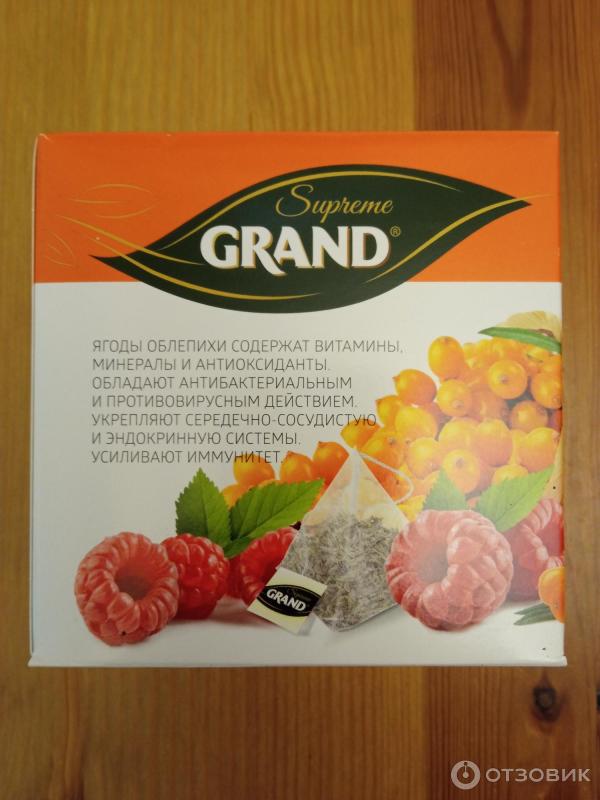 Supreme
GRAND®
ЯГОДЫ ОБЛЕПИХИ СОДЕРЖАТ ВИТАМИНЫ,
МИНЕРАЛЫ И АНТИОКСИДАНТЫ.
ОБЛАДАЮТ АНТИБАКТЕРИАЛЬНЫМ
И ПРОТИВОВИРУСНЫМ ДЕЙСТВИЕМ.
УКРЕПЛЯЮТ СЕРЕДЕЧНО-СОСУДИСТУЮ
И ЭНДОКРИННУЮ СИСТЕМЫ.
УСИЛИВАЮТ ИММУНИТЕТ.
Supreme
GRAND
ОТЗОВИК